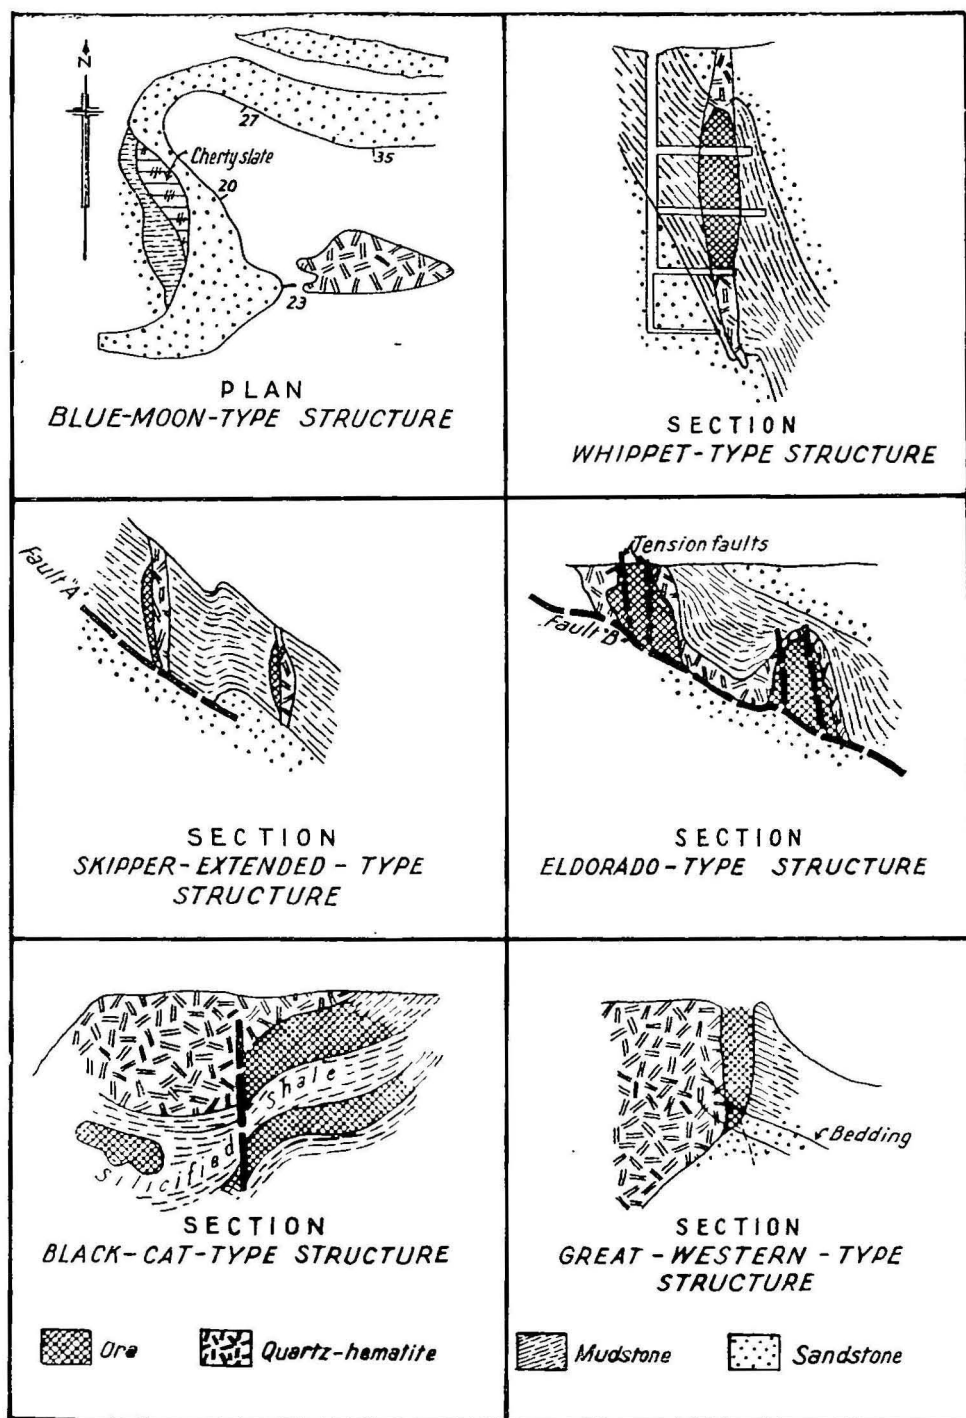 N
27
35
Cherty slate
20
23
PLAN
BLUE-MOON-TYPE STRUCTURE
SECTION
WHIPPET-TYPE STRUCTURE
Fault "A"
SECTION
SKIPPER-EXTENDED-TYPE
STRUCTURE
Tension faults
Fault "B"
SECTION
ELDORADO-TYPE STRUCTURE
Shale
Silicified
SECTION
BLACK-CAT-TYPE STRUCTURE
Bedding
SECTION
GREAT-WESTERN-TYPE
STRUCTURE
Ore
Quartz-hematite
Mudstone
Sandstone